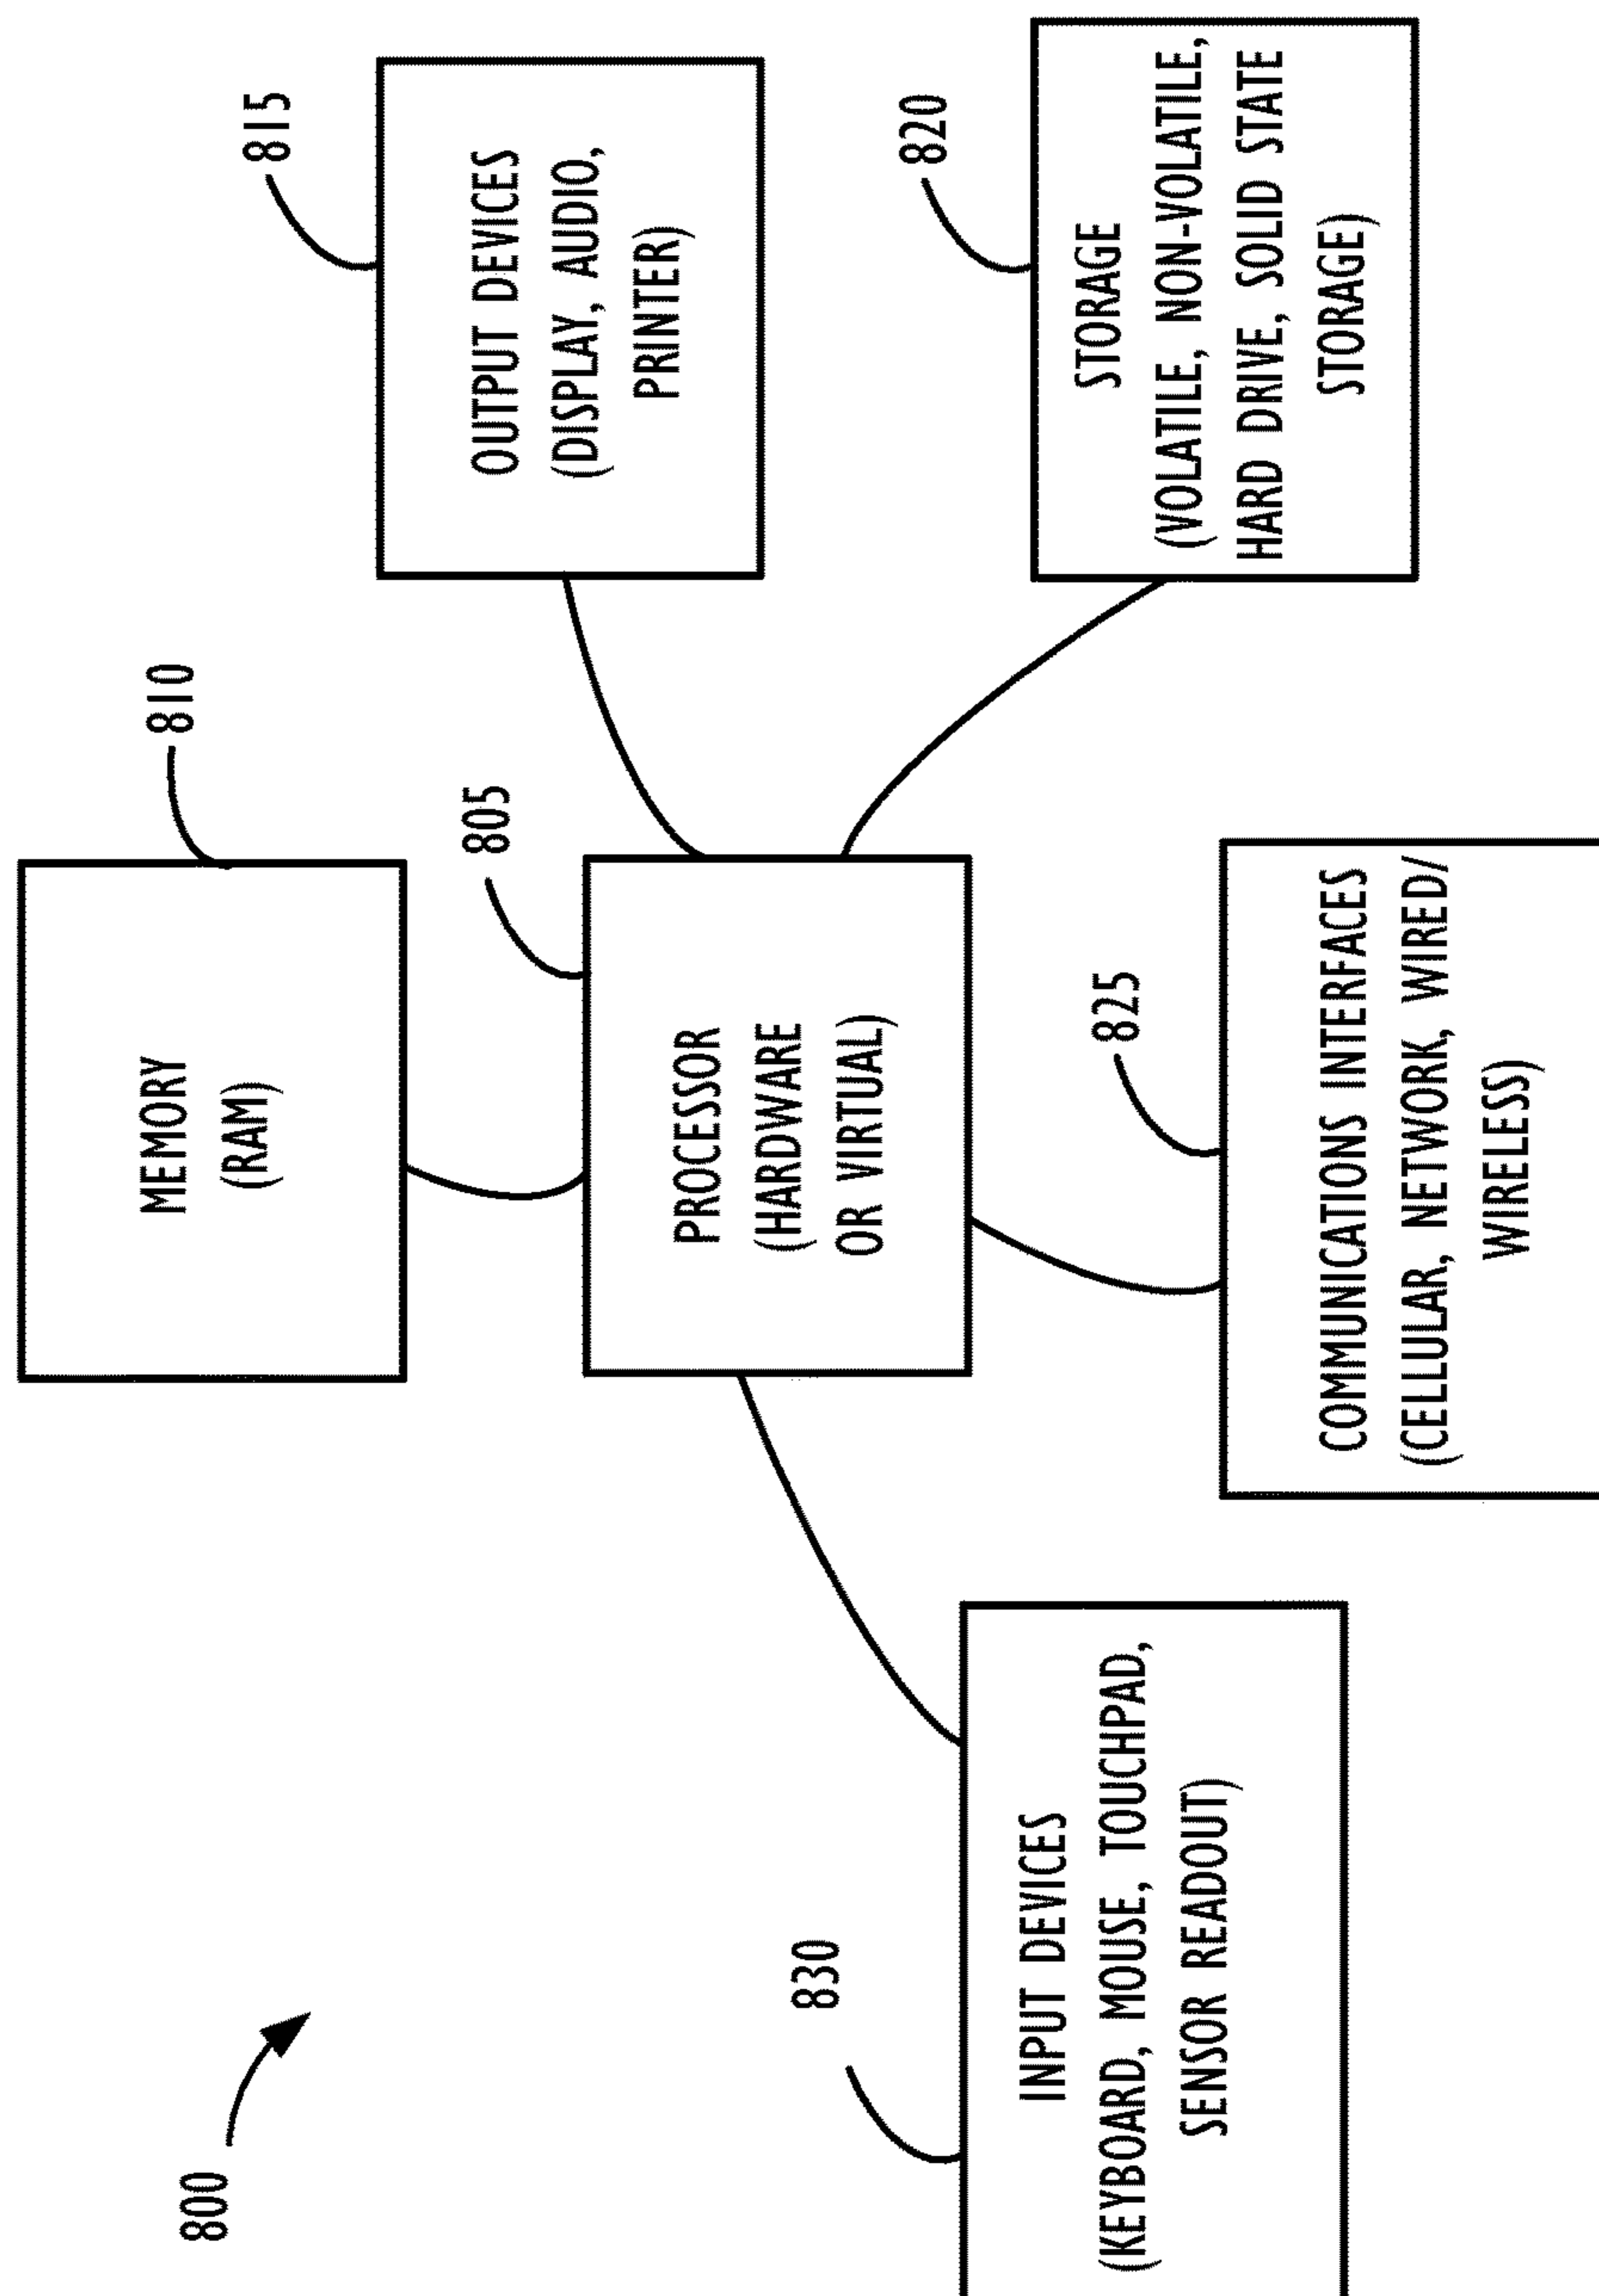 800
MEMORY
(RAM)
810
815
OUTPUT DEVICES
(DISPLAY, AUDIO,
PRINTER)
805
PROCESSOR
(HARDWARE
OR VIRTUAL)
820
STORAGE
(VOLATILE, NON-VOLATILE,
HARD DRIVE, SOLID STATE
STORAGE)
830
INPUT DEVICES
(KEYBOARD, MOUSE, TOUCHPAD,
SENSOR READOUT)
825
COMMUNICATIONS INTERFACES
(CELLULAR, NETWORK, WIRED/
WIRELESS)